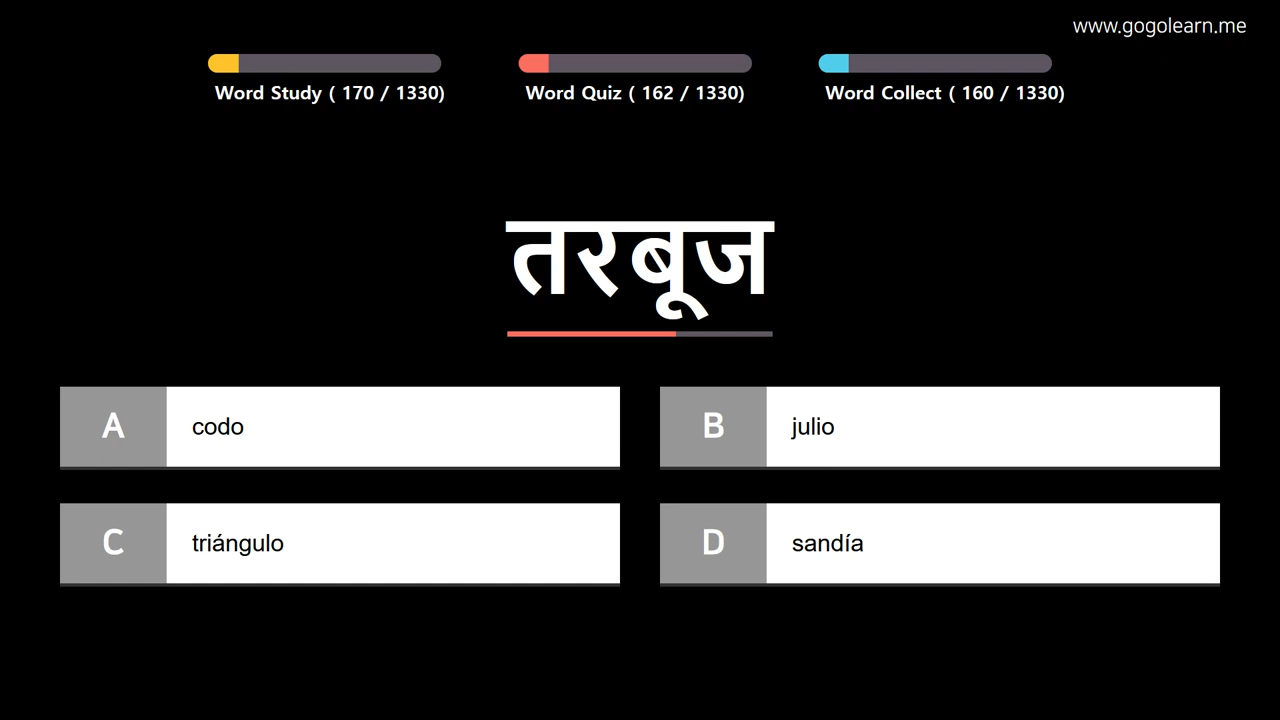 www.gogolearn.me
Word Study ( 170 / 1330)
Word Quiz ( 162 / 1330)
Word Collect ( 160 / 1330)
तरबूज
A codo
B julio
C triángulo
D sandía